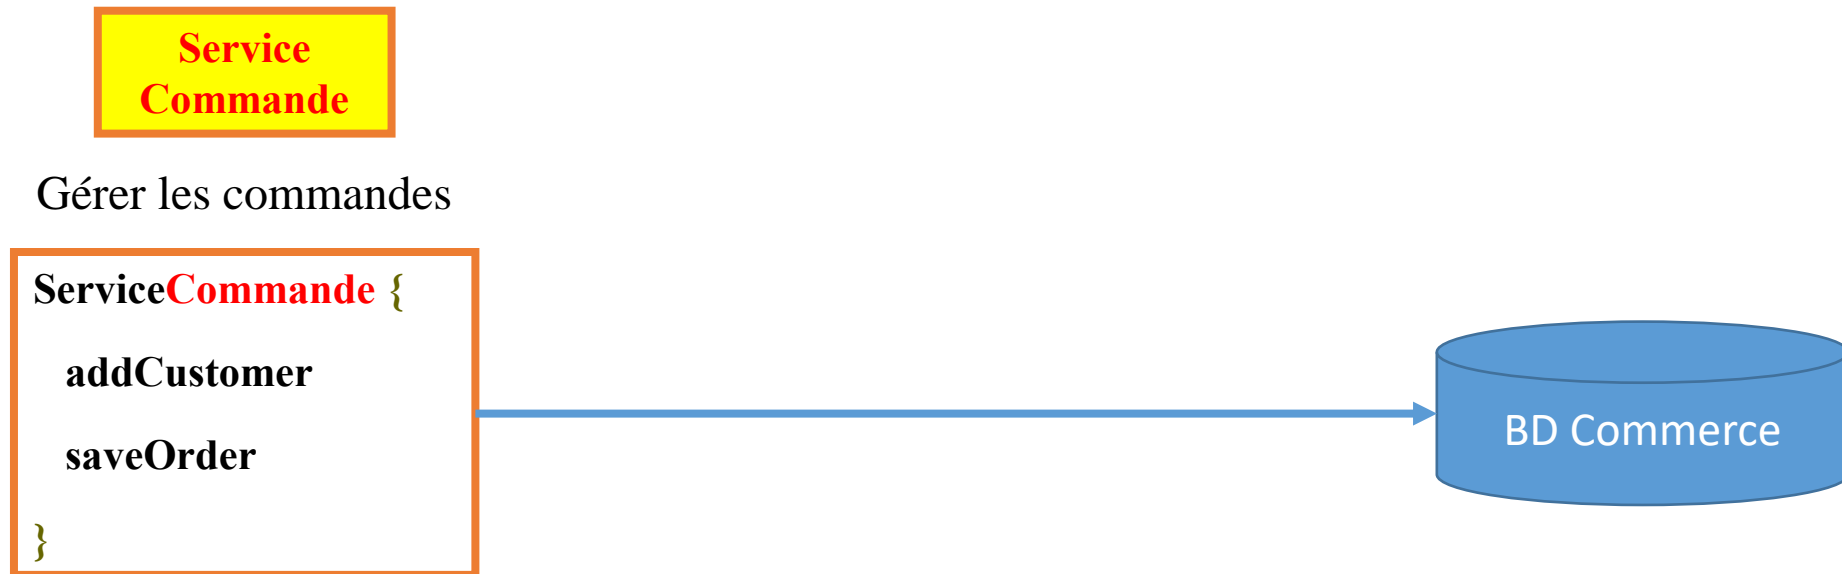 Service
Commande
Gérer les commandes
ServiceCommande {
addCustomer
saveOrder
}
BD Commerce